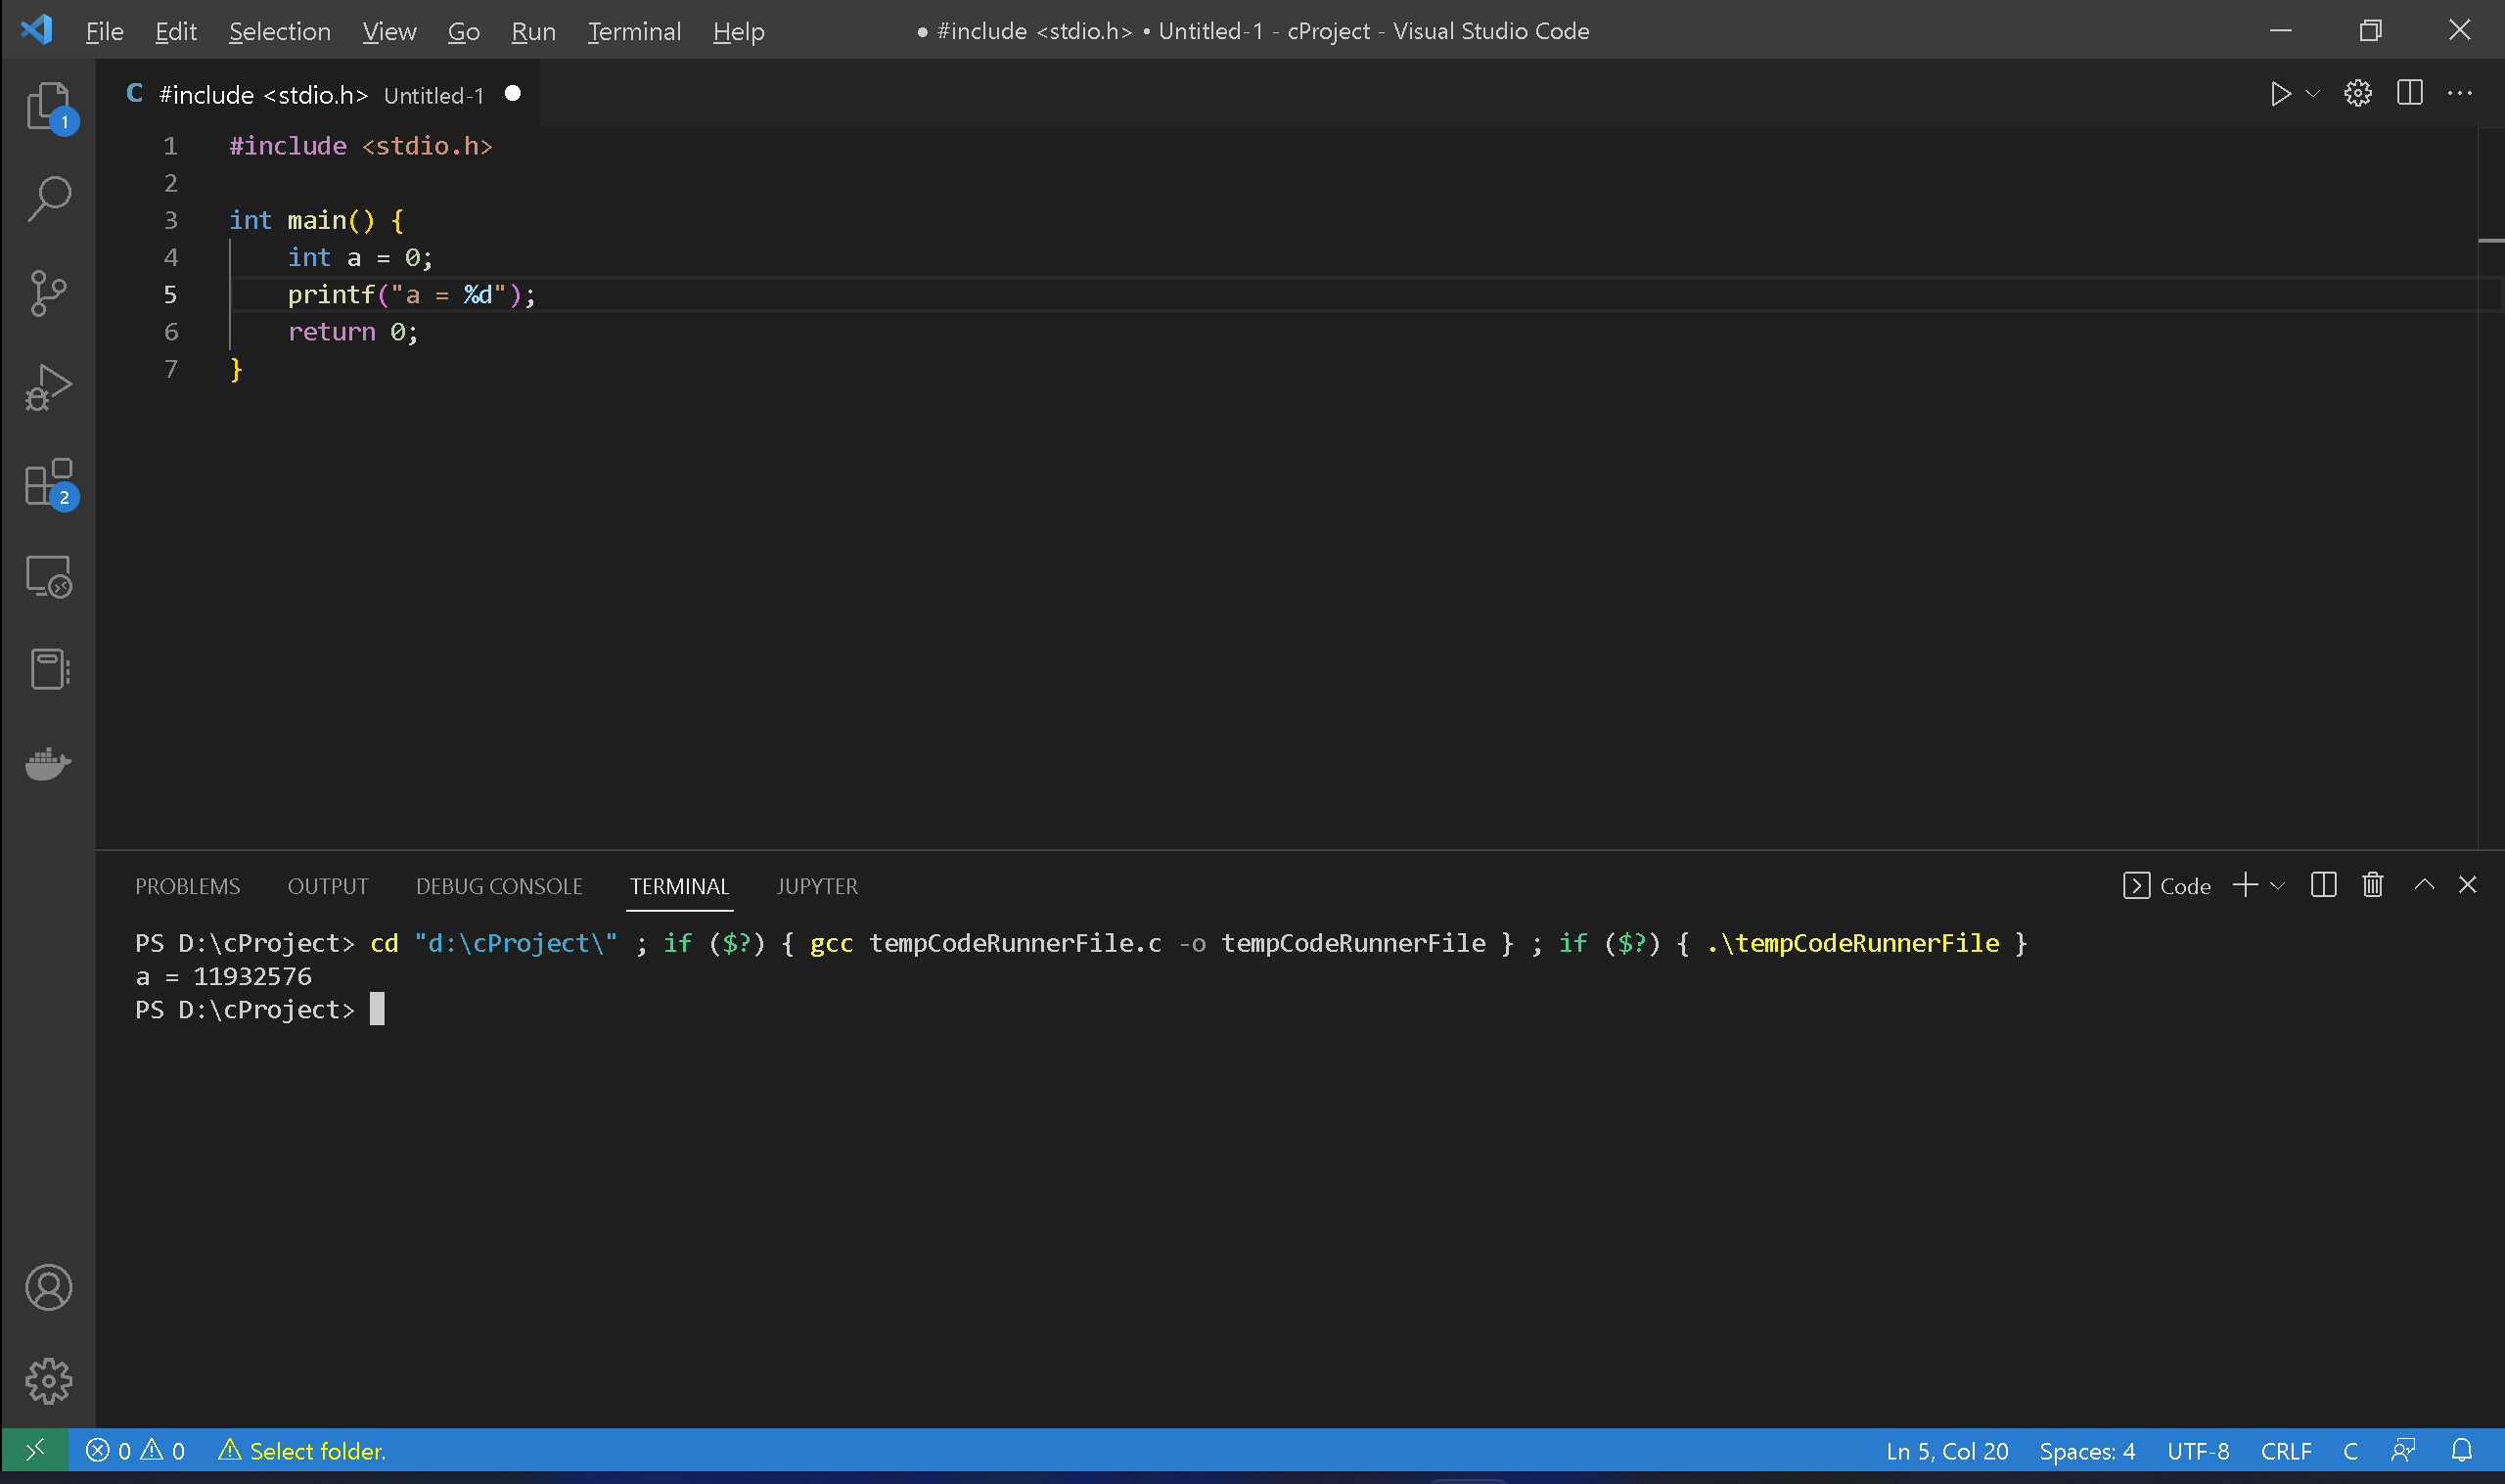 File Edit Selection View Go Run Terminal Help ● #include <stdio.h> • Untitled-1 - cProject - Visual Studio Code
C #include <stdio.h> Untitled-1 ●
1
2
1 #include <stdio.h>
2
3 int main() {
4 int a = 0;
5 printf("a = %d");
6 return 0;
7 }
PROBLEMS OUTPUT DEBUG CONSOLE TERMINAL JUPYTER Code
PS D:\cProject> cd "d:\cProject\" ; if ($?) { gcc tempCodeRunnerFile.c -o tempCodeRunnerFile } ; if ($?) { .\tempCodeRunnerFile }
a = 11932576
PS D:\cProject>
0 0 Select folder. Ln 5, Col 20 Spaces: 4 UTF-8 CRLF C